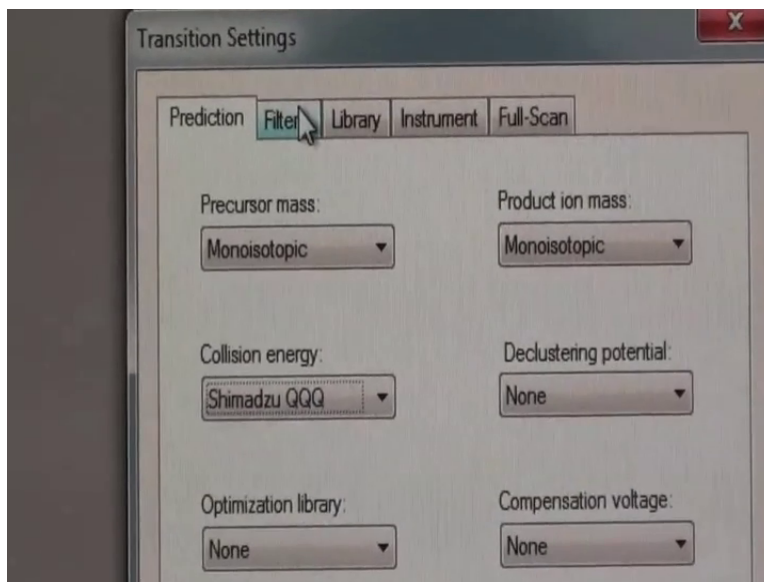 Transition Settings
X
Prediction Filter Library Instrument Full-Scan
Precursor mass: Product ion mass:
Monoisotopic Monoisotopic
Collision energy: Declustering potential:
Shimadzu QQQ None
Optimization library: Compensation voltage:
None None